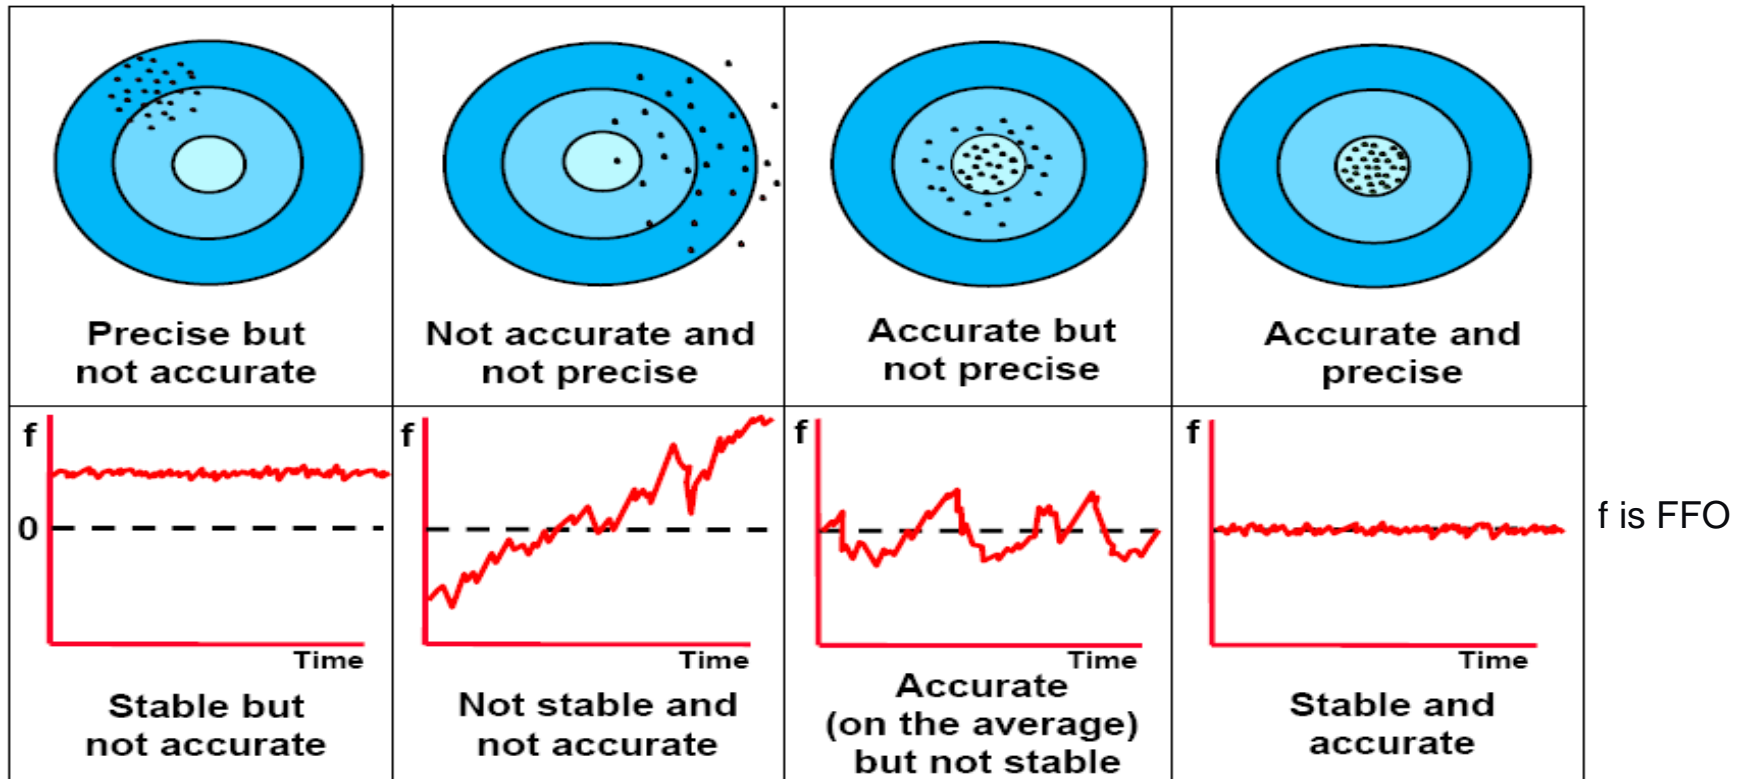 Precise but
not accurate
Not accurate and
not precise
Accurate but
not precise
Accurate and
precise
f
0
Time
f
Time
f
Time
f
Time
f is FFO
Stable but
not accurate
Not stable and
not accurate
Accurate
(on the average)
but not stable
Stable and
accurate